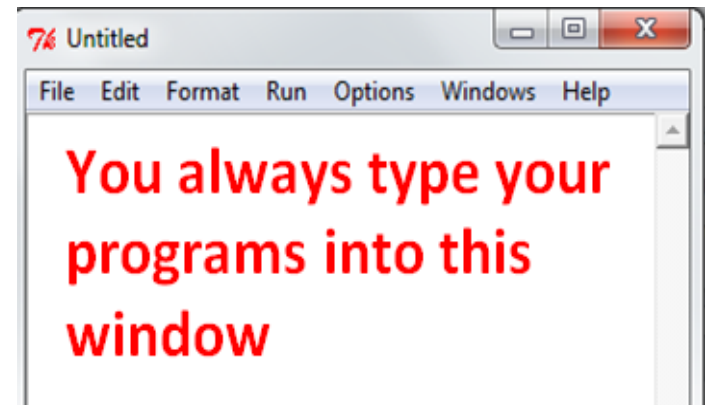 Untitled
File Edit Format Run Options Windows Help
You always type your
programs into this
window